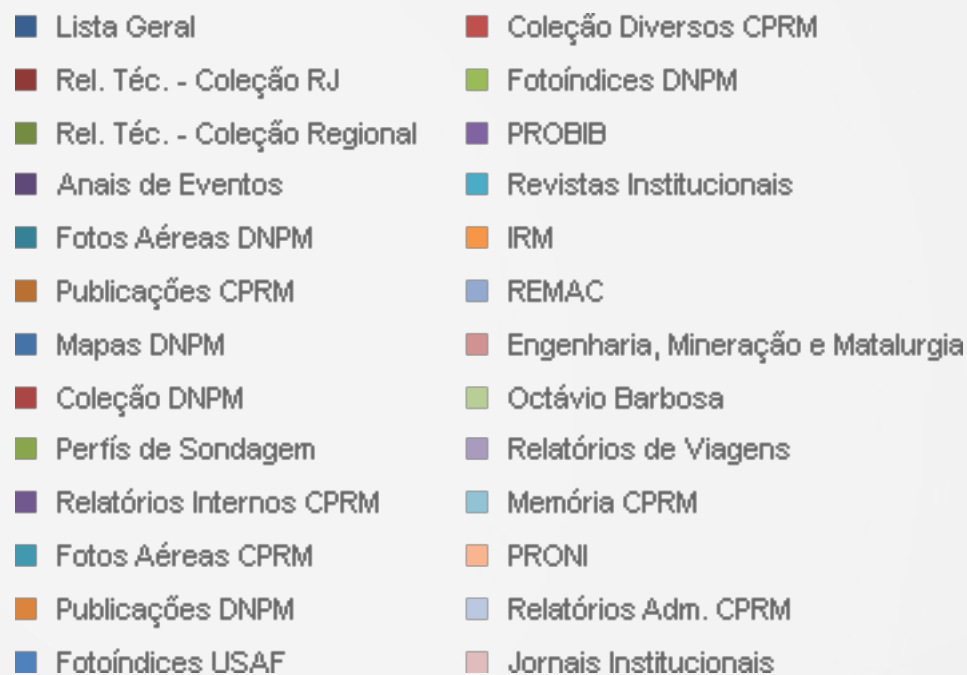 Lista Geral
Rel. Téc. - Coleção RJ
Rel. Téc. - Coleção Regional
Anais de Eventos
Fotos Aéreas DNPM
Publicações CPRM
Mapas DNPM
Coleção DNPM
Perfís de Sondagem
Relatórios Internos CPRM
Fotos Aéreas CPRM
Publicações DNPM
Fotoíndices USAF
Coleção Diversos CPRM
Fotoíndices DNPM
PROBIB
Revistas Institucionais
IRM
REMAC
Engenharia, Mineração e Matalurgia
Octávio Barbosa
Relatórios de Viagens
Memória CPRM
PRONI
Relatórios Adm. CPRM
Jornais Institucionais